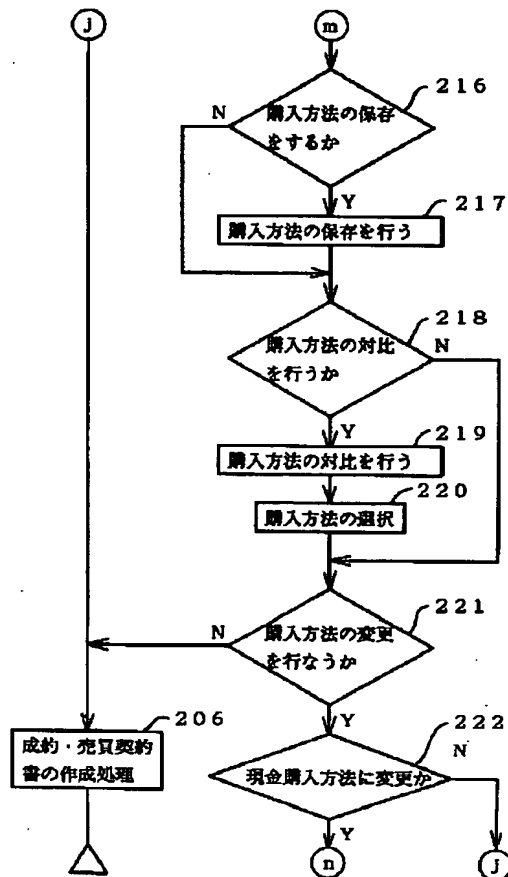 j
m
216
N
購入方法の保存
をするか
Y
217
購入方法の保存を行う
218
N
購入方法の対比
を行うか
Y
219
購入方法の対比を行う
220
購入方法の選択
221
N
購入方法の変更
を行なうか
206
Y
222
成約・売買契約
書の作成処理
N
現金購入方法に変更か
Y
n
j